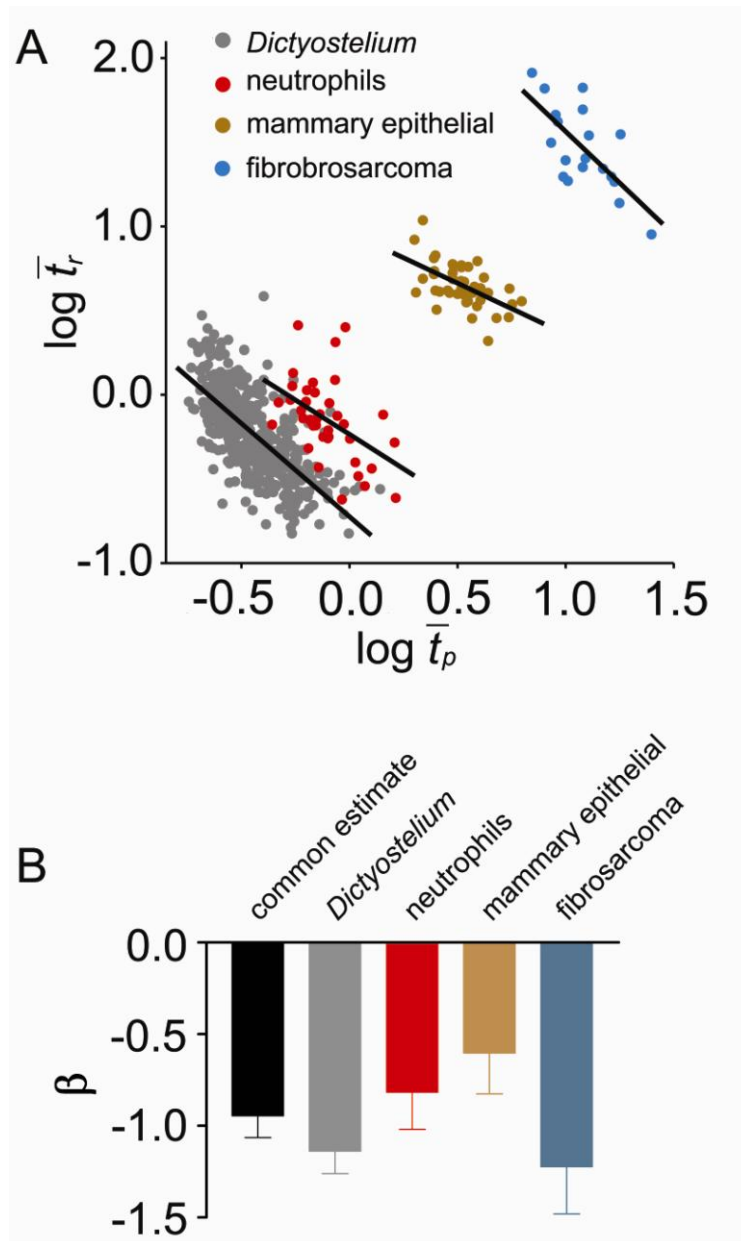 A
Dictyostelium
neutrophils
mammary epithelial
fibrobrosarcoma
2.0
1.0
0.0
-1.0
log t̅r
-0.5
0.0
0.5
1.0
1.5
log t̅p
B
common estimate
Dictyostelium
neutrophils
mammary epithelial
fibrosarcoma
0.0
-0.5
-1.0
-1.5
β